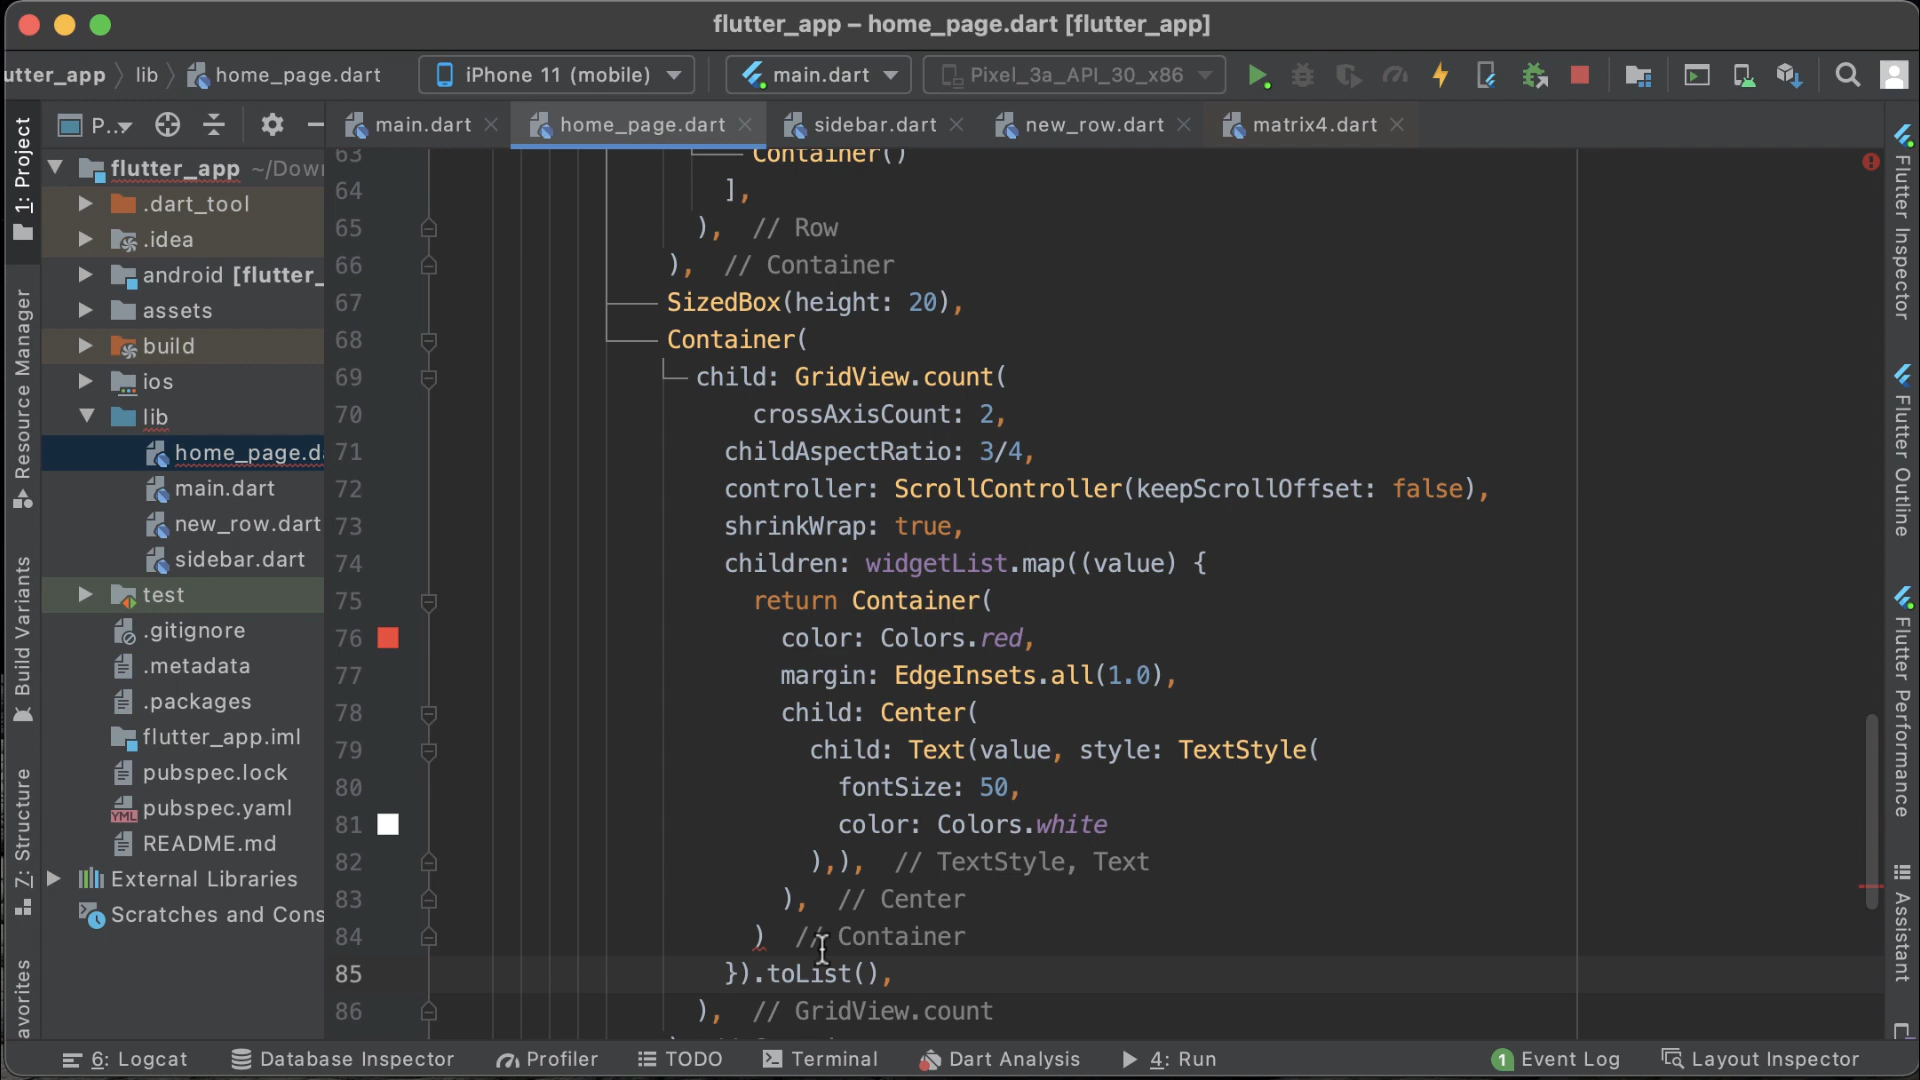 flutter_app – home_page.dart [flutter_app]
utter_app lib home_page.dart iPhone 11 (mobile) main.dart Pixel_3a_API_30_x86
P.. main.dart home_page.dart sidebar.dart new_row.dart matrix4.dart
1: Project
Resource Manager
Build Variants
Z: Structure
avorites
flutter_app ~/Down
.dart_tool
.idea
android [flutter_
assets
build
ios
lib
home_page.da
main.dart
new_row.dart
sidebar.dart
test
.gitignore
.metadata
.packages
flutter_app.iml
pubspec.lock
pubspec.yaml
README.md
External Libraries
Scratches and Cons
63 Container()
64 ],
65 ), // Row
66 ), // Container
67 SizedBox(height: 20),
68 Container(
69 child: GridView.count(
70 crossAxisCount: 2,
71 childAspectRatio: 3/4,
72 controller: ScrollController(keepScrollOffset: false),
73 shrinkWrap: true,
74 children: widgetList.map((value) {
75 return Container(
76 color: Colors.red,
77 margin: EdgeInsets.all(1.0),
78 child: Center(
79 child: Text(value, style: TextStyle(
80 fontSize: 50,
81 color: Colors.white
82 ),), // TextStyle, Text
83 ), // Center
84 ) // Container
85 }).toList(),
86 ), // GridView.count
Flutter Inspector
Flutter Outline
Flutter Performance
Assistant
6: Logcat Database Inspector Profiler TODO Terminal Dart Analysis 4: Run 1 Event Log Layout Inspector